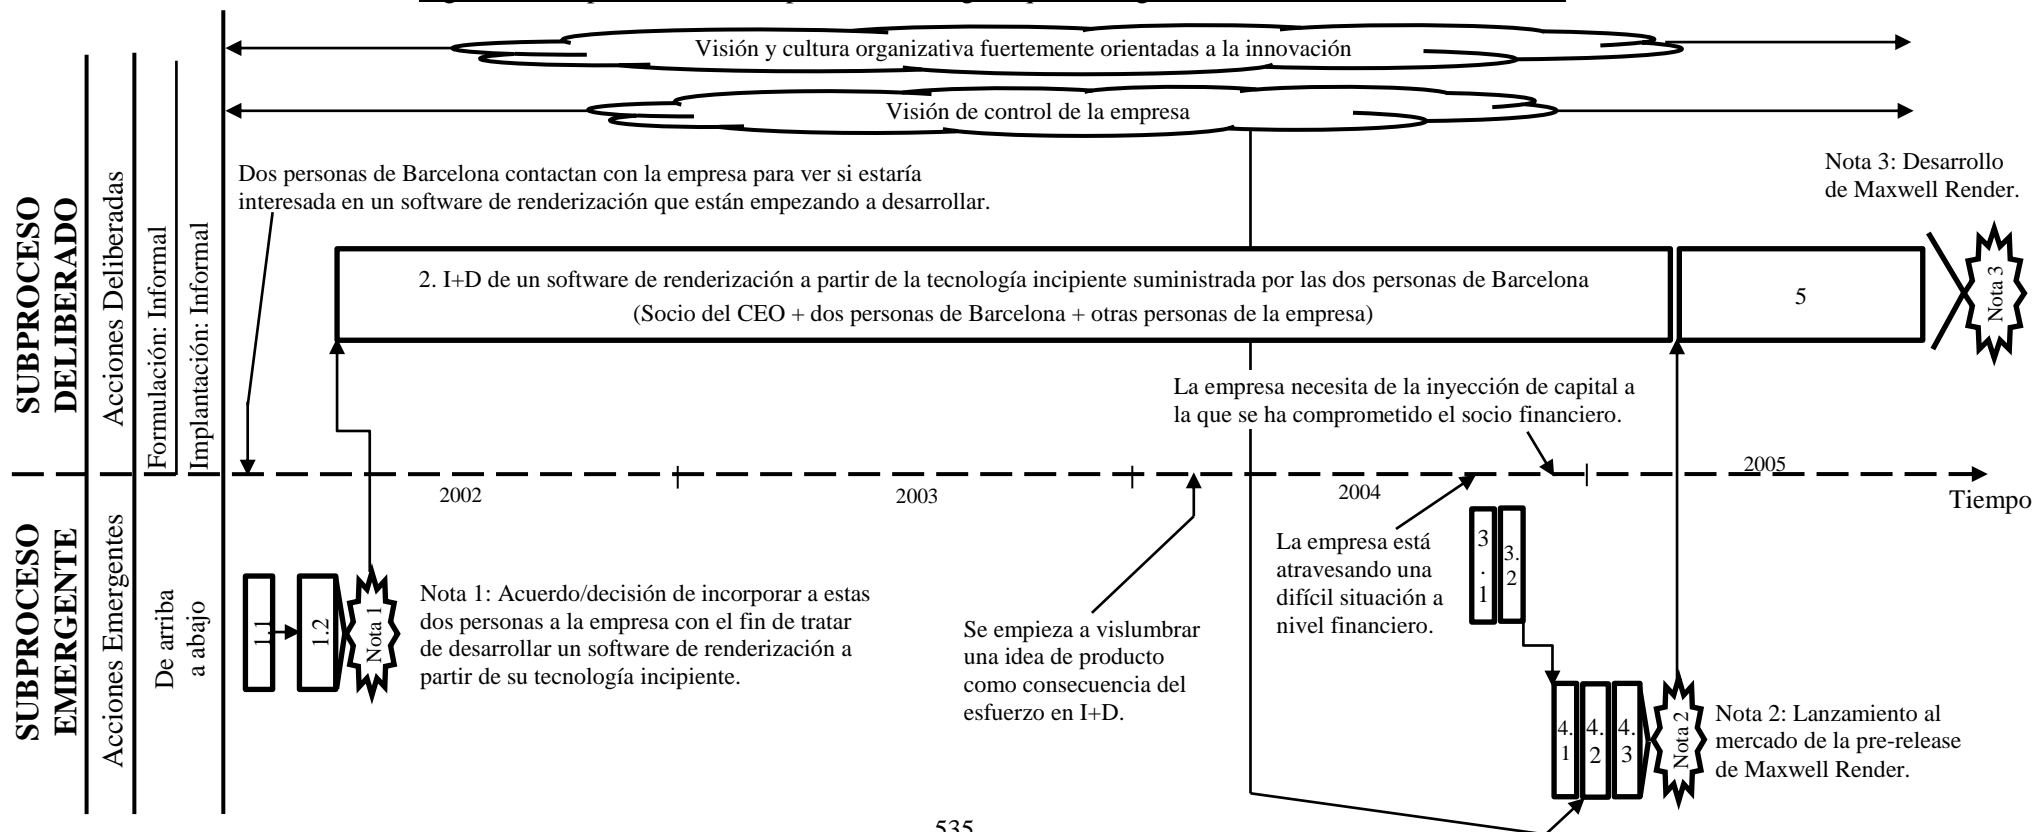 Visión y cultura organizativa fuertemente orientadas a la innovación
Visión de control de la empresa
SUBPROCESO
DELIBERADO
Acciones Deliberadas
Formulación: Informal
Implantación: Informal
Dos personas de Barcelona contactan con la empresa para ver si estaría
interesada en un software de renderización que están empezando a desarrollar.
Nota 3: Desarrollo
de Maxwell Render.
2. I+D de un software de renderización a partir de la tecnología incipiente suministrada por las dos personas de Barcelona
(Socio del CEO + dos personas de Barcelona + otras personas de la empresa)
5
Nota 3
La empresa necesita de la inyección de capital a
la que se ha comprometido el socio financiero.
2002
2003
2004
2005
Tiempo
SUBPROCESO
EMERGENTE
Acciones Emergentes
De arriba
a abajo
1.1
1.2
Nota 1
Nota 1: Acuerdo/decisión de incorporar a estas
dos personas a la empresa con el fin de tratar
de desarrollar un software de renderización a
partir de su tecnología incipiente.
Se empieza a vislumbrar
una idea de producto
como consecuencia del
esfuerzo en I+D.
La empresa está
atravesando una
difícil situación a
nivel financiero.
3
.
1
3.
2
4.
1
4.
2
4.
3
Nota 2
Nota 2: Lanzamiento al
mercado de la pre-release
de Maxwell Render.
535